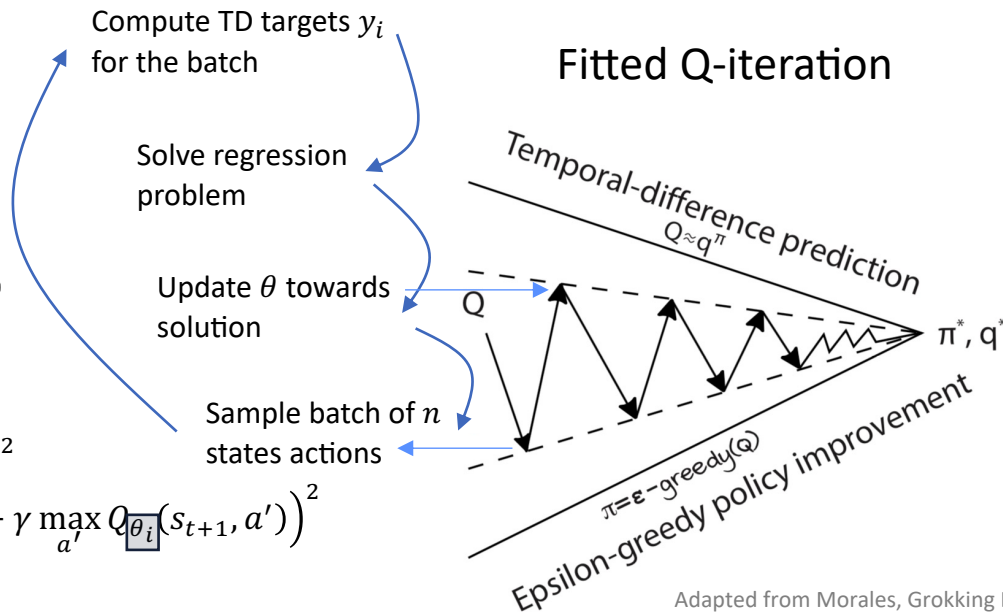 Compute TD targets y_i
for the batch
Fitted Q-iteration
Solve regression
problem
Temporal-difference prediction
Q≈q^π
Update θ towards
solution
Q
π*, q*
Sample batch of n
states actions
π=ε-greedy(Q)
Epsilon-greedy policy improvement
2
γ max_{a'} Q_{θ_i}(s_{t+1}, a'))^2
Adapted from Morales, Grokking